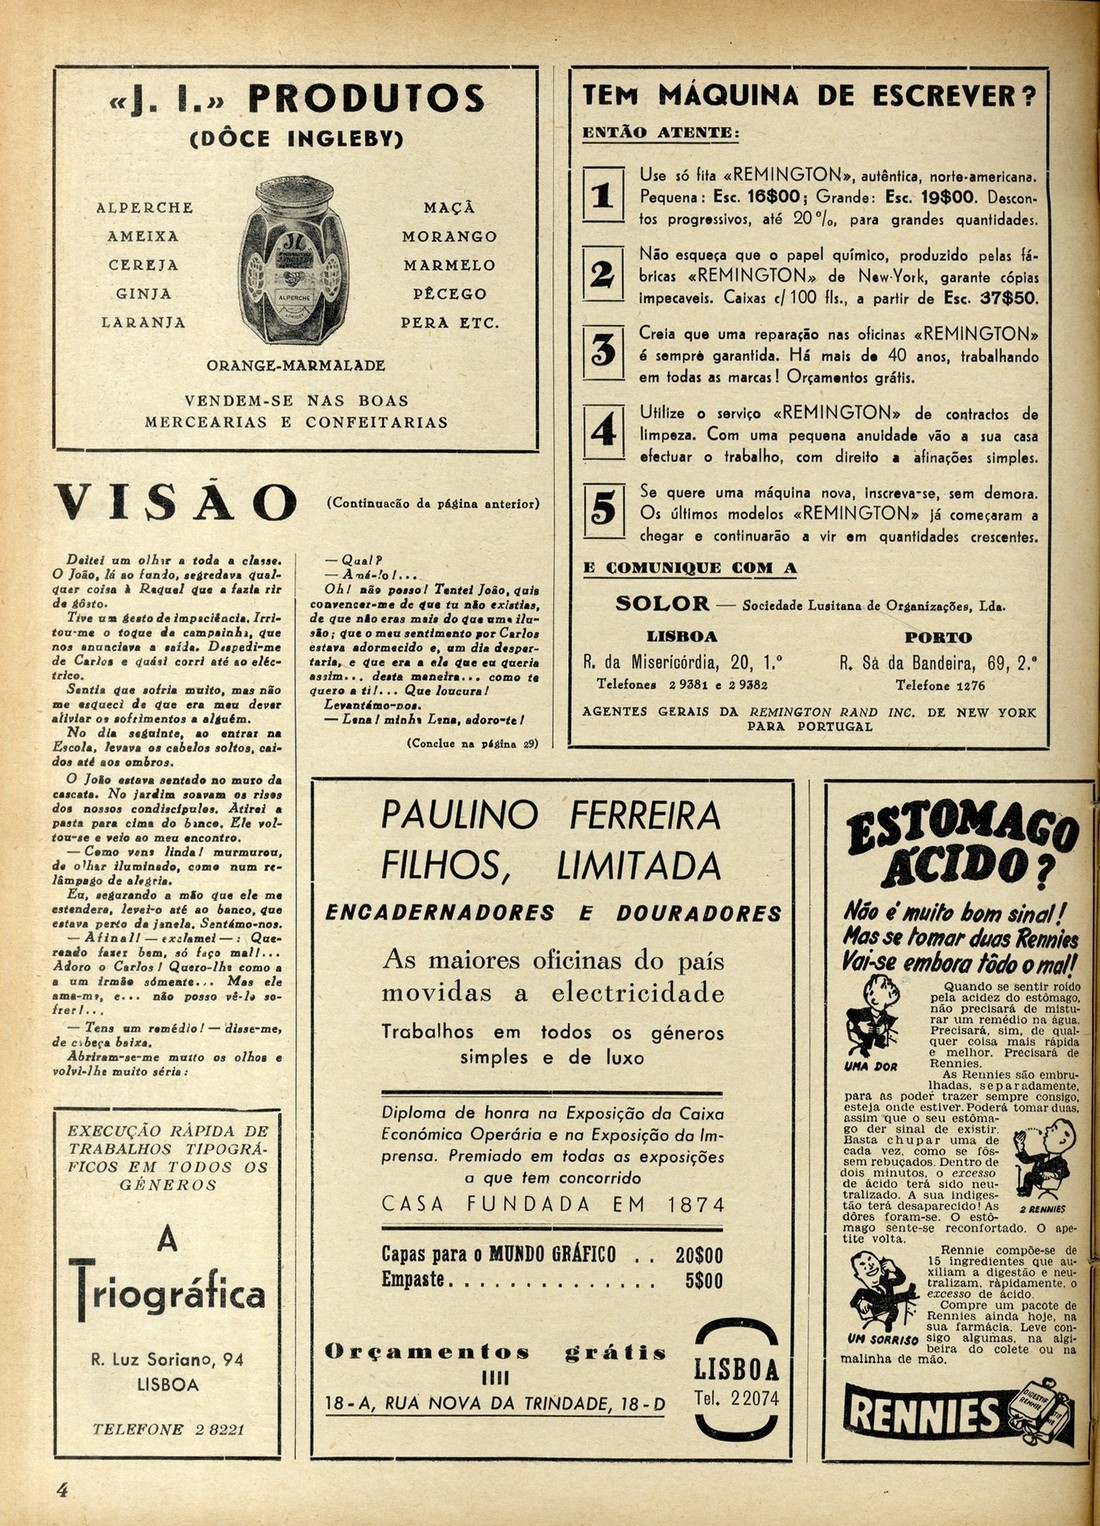 «J. I.» PRODUTOS
(DÔCE INGLEBY)
ALPERCHE
AMEIXA
CEREJA
GINJA
LARANJA
JI
ALPERCHE
MAÇÃ
MORANGO
MARMELO
PÊCEGO
PERA ETC.
ORANGE-MARMALADE
VENDEM-SE NAS BOAS
MERCEARIAS E CONFEITARIAS
TEM MÁQUINA DE ESCREVER?
ENTÃO ATENTE:
1
Use só fita «REMINGTON», autêntica, norte-americana.
Pequena: Esc. 16$00; Grande: Esc. 19$00. Descon-
tos progressivos, até 20%, para grandes quantidades.
2
Não esqueça que o papel químico, produzido pelas fá-
bricas «REMINGTON» de New-York, garante cópias
impecaveis. Caixas c/ 100 fls., a partir de Esc. 37$50.
3
Creia que uma reparação nas oficinas «REMINGTON»
é semprè garantida. Há mais de 40 anos, trabalhando
em todas as marcas! Orçamentos grátis.
4
Utilize o serviço «REMINGTON» de contractos de
limpeza. Com uma pequena anuidade vão a sua casa
efectuar o trabalho, com direito a afinações simples.
5
Se quere uma máquina nova, inscreva-se, sem demora.
Os últimos modelos «REMINGTON» já começaram a
chegar e continuarão a vir em quantidades crescentes.
E COMUNIQUE COM A
SOLOR — Sociedade Lusitana de Organizações, Lda.
LISBOA
R. da Misericórdia, 20, 1.º
Telefones 2 9381 e 2 9382
PORTO
R. Sá da Bandeira, 69, 2.º
Telefone 1276
AGENTES GERAIS DA REMINGTON RAND INC. DE NEW YORK
PARA PORTUGAL
VISÃO
(Continuacão da página anterior)
Deitei um olhar a toda a classe.
O João, lá ao fundo, segredava qual-
quer coisa à Raquel que a fazia rir
de gôsto.
Tive um gesto de impaciência. Irri-
tou-me o toque da campainha, que
nos anunciava a saída. Despedi-me
de Carlos e quási corri até ao eléc-
trico.
Sentia que sofria muito, mas não
me esqueci de que era meu dever
aliviar os sofrimentos a alguém.
No dia seguinte, ao entrar na
Escola, levava os cabelos soltos, caí-
dos até aos ombros.
O João estava sentado no muro da
cascata. No jardim soavam os risos
dos nossos condiscípulos. Atirei a
pasta para cima do banco. Ele vol-
tou-se e veio ao meu encontro.
— Como vens linda! murmurou,
de olhar iluminado, como num re-
lâmpago de alegria.
Eu, segurando a mão que ele me
estendera, levei-o até ao banco, que
estava perto da janela. Sentámo-nos.
— Afinal! — exclamei — : Que-
rendo fazer bem, só faço mal!...
Adoro o Carlos! Quero-lhe como a
a um irmão sómente... Mas ele
ama-me, e... não posso vê-lo so-
frer!...
— Tens um remédio! — disse-me,
de cabeça baixa.
Abriram-se-me muito os olhos e
volvi-lhe muito séria:
— Qual?
— Amá-lo!...
Oh! não posso! Tentei João, quis
convencer-me de que tu não existias,
de que não eras mais do que uma ilu-
são; que o meu sentimento por Carlos
estava adormecido e, um dia desper-
taria, e que era a ele que eu queria
assim... desta maneira... como te
quero a ti!... Que loucura!
Levantámo-nos.
— Lena! minha Lena, adoro-te!
(Conclue na página 29)
EXECUÇÃO RÁPIDA DE
TRABALHOS TIPOGRÁ-
FICOS EM TODOS OS
GÉNEROS
A
Triográfica
R. Luz Soriano, 94
LISBOA
TELEFONE 2 8221
PAULINO FERREIRA
FILHOS, LIMITADA
ENCADERNADORES E DOURADORES
As maiores oficinas do país
movidas a electricidade
Trabalhos em todos os géneros
simples e de luxo
Diploma de honra na Exposição da Caixa
Económica Operária e na Exposição da Im-
prensa. Premiado em todas as exposições
a que tem concorrido
CASA FUNDADA EM 1874
Capas para o MUNDO GRÁFICO . . 20$00
Empaste. . . . . . . . . . . . . . 5$00
Orçamentos grátis
18-A, RUA NOVA DA TRINDADE, 18-D
LISBOA
Tel. 2 2074
ESTOMAGO
ÁCIDO?
Não é muito bom sinal!
Mas se tomar duas Rennies
Vai-se embora tôdo o mal!
UMA DOR
Quando se sentir roído
pela acidez do estômago,
não precisará de mistu-
rar um remédio na água.
Precisará, sim, de qual-
quer coisa mais rápida
e melhor. Precisará de
Rennies.
As Rennies são embru-
lhadas, separadamente,
para as poder trazer sempre consigo,
esteja onde estiver. Poderá tomar duas,
assim que o seu estôma-
go der sinal de existir.
Basta chupar uma de
cada vez, como se fôs-
sem rebuçados. Dentro de
dois minutos, o excesso
de ácido terá sido neu-
tralizado. A sua indiges-
tão terá desaparecido! As
dôres foram-se. O estô-
mago sente-se reconfortado. O ape-
tite volta.
2 RENNIES
Rennie compõe-se de
15 ingredientes que au-
xiliam a digestão e neu-
tralizam, rápidamente, o
excesso de ácido.
Compre um pacote de
Rennies ainda hoje, na
sua farmácia. Leve con-
sigo algumas, na algi-
beira do colete ou na
malinha de mão.
UM SORRISO
RENNIES
DIGESTIF
RENNIE
4